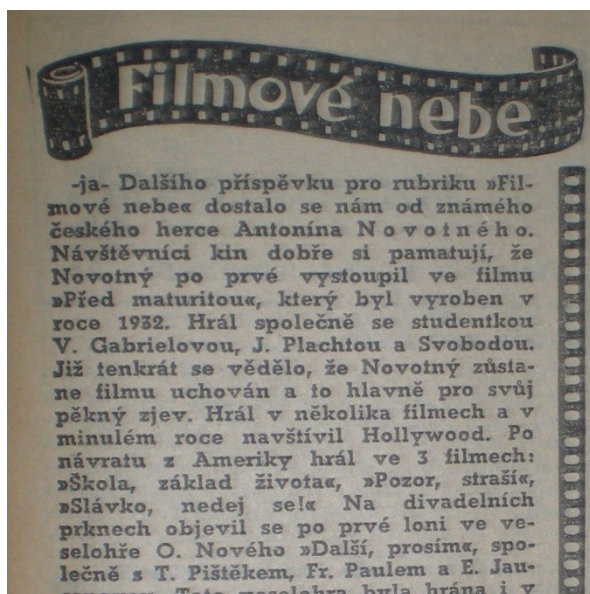 Filmové nebe
-ja- Dalšího příspěvku pro rubriku »Fil-
mové nebe« dostalo se nám od známého
českého herce Antonína Novotného.
Návštěvníci kin dobře si pamatují, že
Novotný po prvé vystoupil ve filmu
»Před maturitou«, který byl vyroben v
roce 1932. Hrál společně se studentkou
V. Gabrielovou, J. Plachtou a Svobodou.
Již tenkrát se vědělo, že Novotný zůsta-
ne filmu uchován a to hlavně pro svůj
pěkný zjev. Hrál v několika filmech a v
minulém roce navštívil Hollywood. Po
návratu z Ameriky hrál ve 3 filmech:
»Škola, základ života«, »Pozor, straší«,
»Slávko, nedej se!« Na divadelních
prknech objevil se po prvé loni ve ve-
selohře O. Nového »Další, prosím«, spo-
lečně s T. Pištěkem, Fr. Paulem a E. Jau-
Tato veselohra byla hrána i v